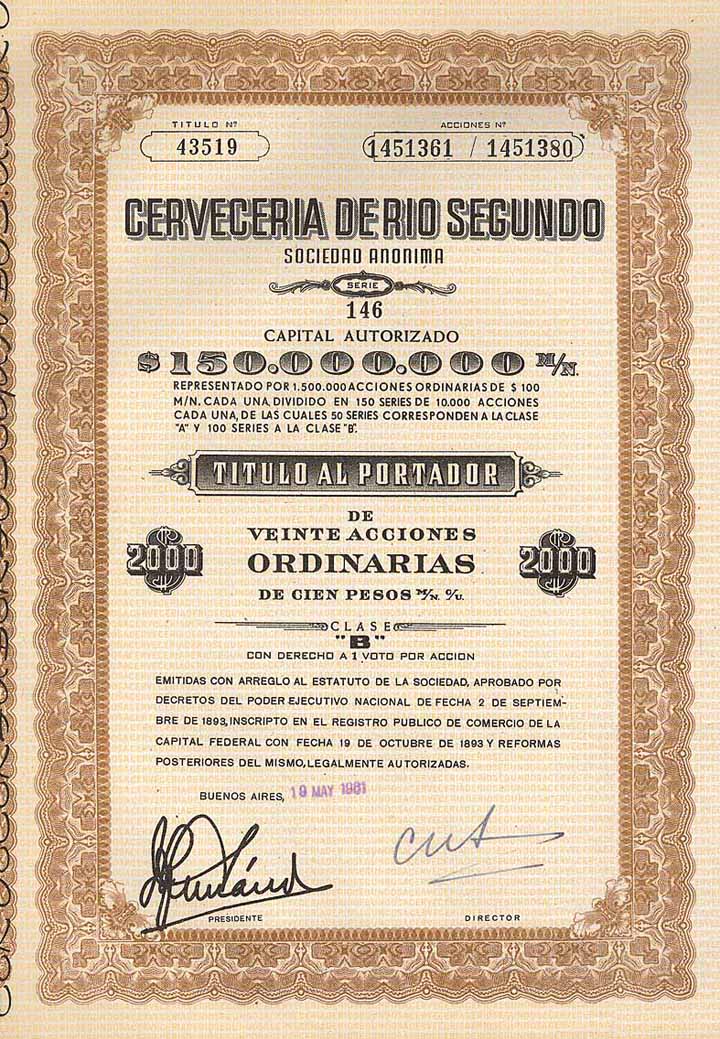 TITULO Nº
43519
ACCIONES Nº
1451361 / 1451380
CERVECERIA DE RIO SEGUNDO
SOCIEDAD ANONIMA
SERIE
146
CAPITAL AUTORIZADO
$ 150.000.000 M/N.
REPRESENTADO POR 1.500.000 ACCIONES ORDINARIAS DE $ 100
M/N. CADA UNA, DIVIDIDO EN 150 SERIES DE 10.000 ACCIONES
CADA UNA, DE LAS CUALES 50 SERIES CORRESPONDEN A LA CLASE
"A" Y 100 SERIES A LA CLASE "B".
TITULO AL PORTADOR
DE
VEINTE ACCIONES
2000 ORDINARIAS 2000
DE CIEN PESOS M/N. C/U.
CLASE
"B"
CON DERECHO A 1 VOTO POR ACCION
EMITIDAS CON ARREGLO AL ESTATUTO DE LA SOCIEDAD, APROBADO POR
DECRETOS DEL PODER EJECUTIVO NACIONAL DE FECHA 2 DE SEPTIEM-
BRE DE 1893, INSCRIPTO EN EL REGISTRO PUBLICO DE COMERCIO DE LA
CAPITAL FEDERAL CON FECHA 19 DE OCTUBRE DE 1893 Y REFORMAS
POSTERIORES DEL MISMO, LEGALMENTE AUTORIZADAS.
BUENOS AIRES, 19 MAY 1961
PRESIDENTE
DIRECTOR